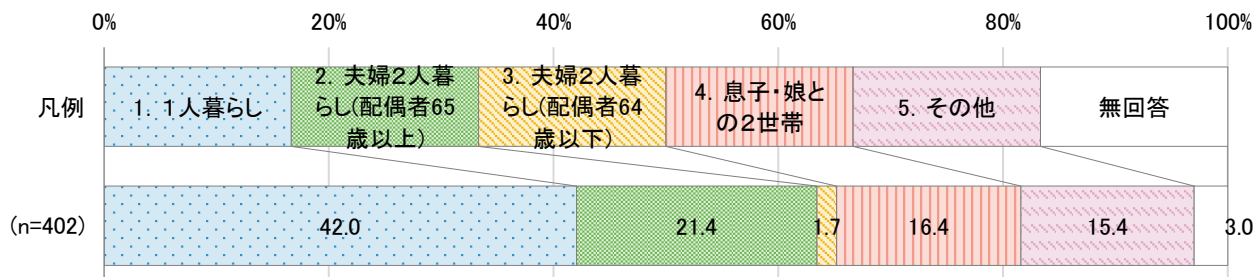 0% 20% 40% 60% 80% 100%
凡例
1. 1人暮らし
2. 夫婦2人暮
らし(配偶者65
歳以上)
3. 夫婦2人暮
らし(配偶者64
歳以下)
4. 息子・娘と
の2世帯
5. その他
無回答
(n=402) 42.0 21.4 1.7 16.4 15.4 3.0